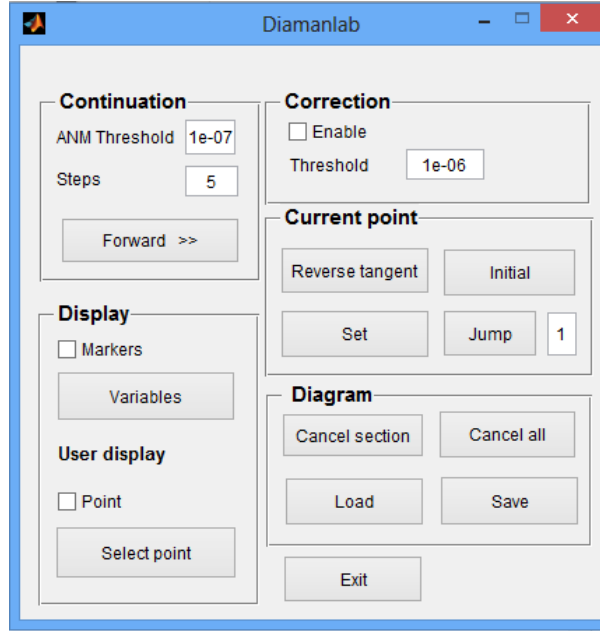 Diamanlab
Continuation
ANM Threshold 1e-07
Steps 5
Forward >>
Correction
Enable
Threshold 1e-06
Current point
Reverse tangent Initial
Set Jump 1
Display
Markers
Variables
User display
Point
Select point
Diagram
Cancel section Cancel all
Load Save
Exit